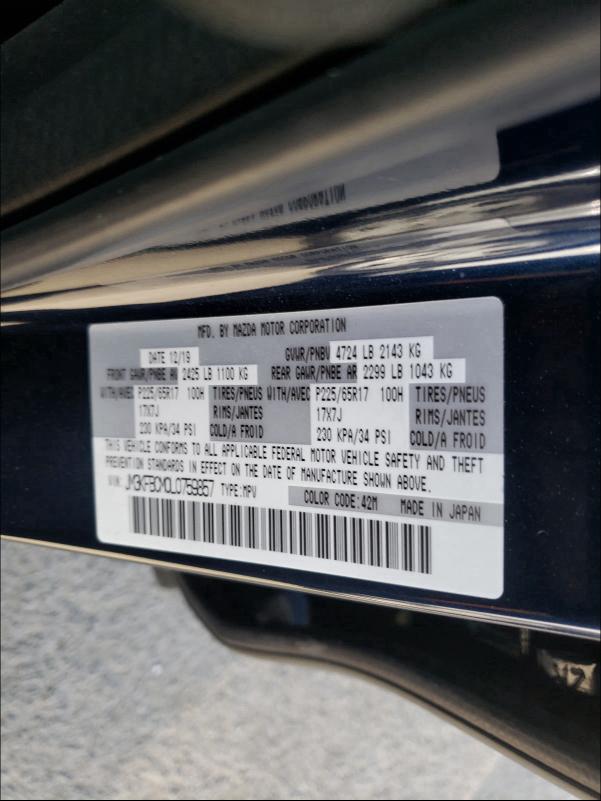 MFD. BY MAZDA MOTOR CORPORATION
DATE 12/19 GVWR/PNBV 4724 LB 2143 KG
FRONT GAWR/PNBE AV 2425 LB 1100 KG REAR GAWR/PNBE AR 2299 LB 1043 KG
WITH/AVEC P225/65R17 100H TIRES/PNEUS WITH/AVEC P225/65R17 100H TIRES/PNEUS
17X7J RIMS/JANTES 17X7J RIMS/JANTES
230 KPA/34 PSI COLD/A FROID 230 KPA/34 PSI COLD/A FROID
THIS VEHICLE CONFORMS TO ALL APPLICABLE FEDERAL MOTOR VEHICLE SAFETY AND THEFT
PREVENTION STANDARDS IN EFFECT ON THE DATE OF MANUFACTURE SHOWN ABOVE.
VIN: JM3KFBCM0L0759857 TYPE:MPV
COLOR CODE:42M MADE IN JAPAN